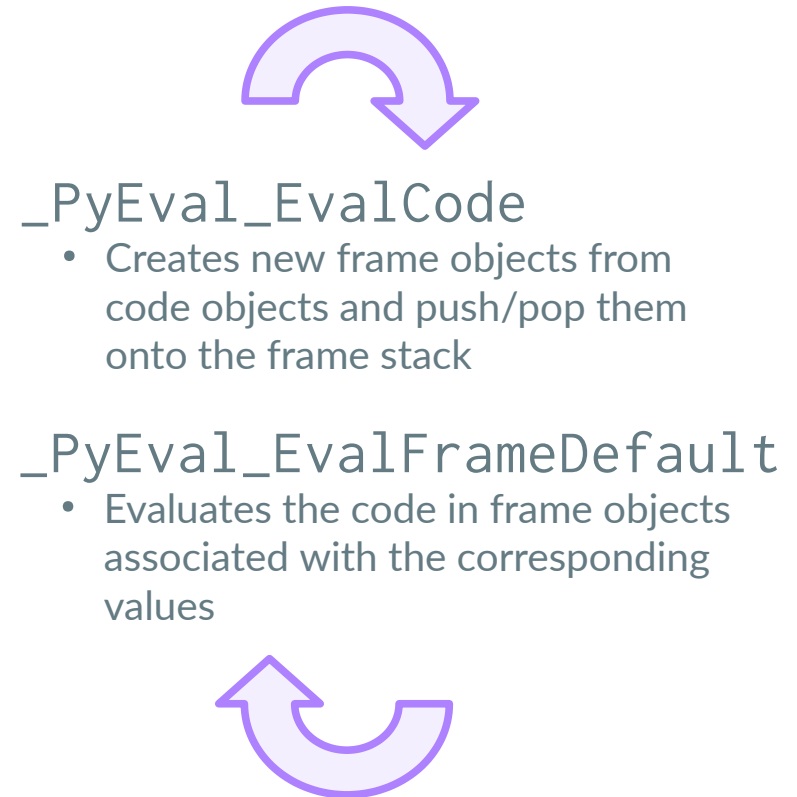 _PyEval_EvalCode
• Creates new frame objects from
code objects and push/pop them
onto the frame stack
_PyEval_EvalFrameDefault
• Evaluates the code in frame objects
associated with the corresponding
values